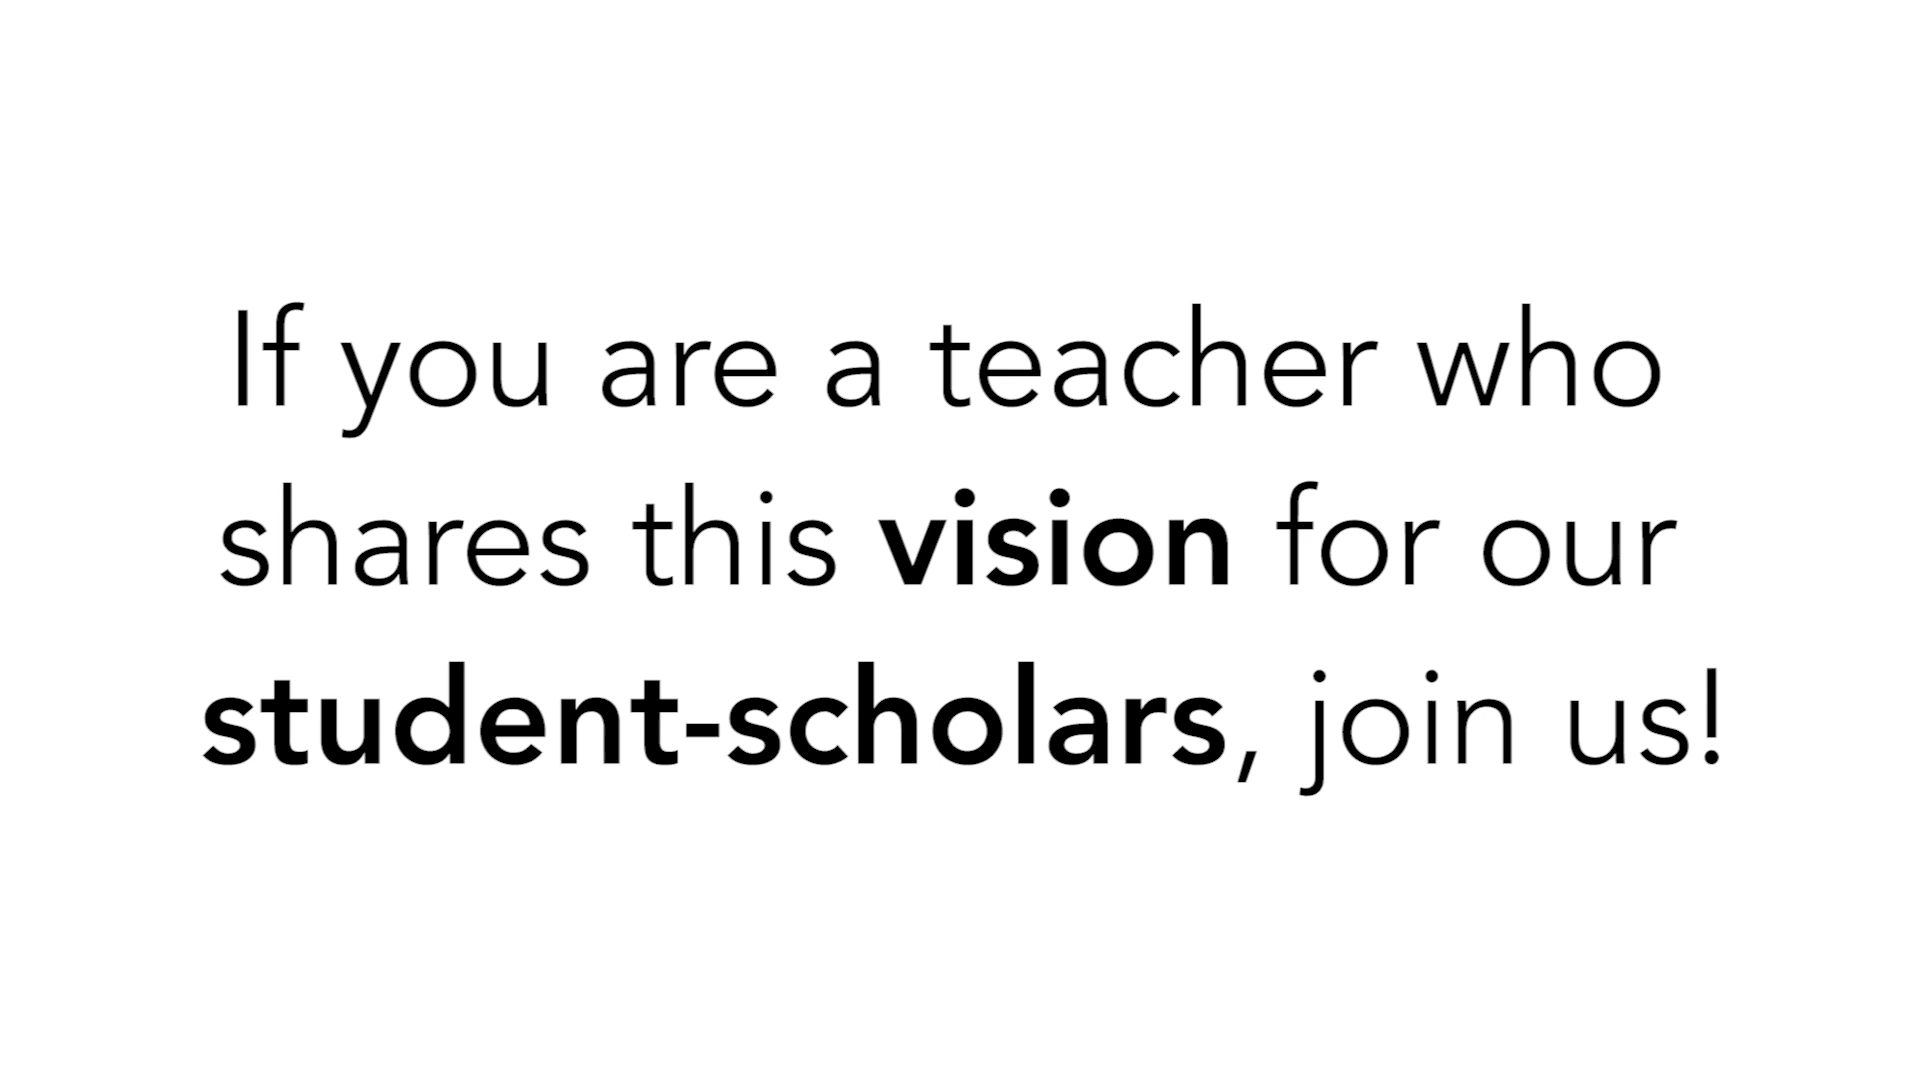 If you are a teacher who
shares this vision for our
student-scholars, join us!